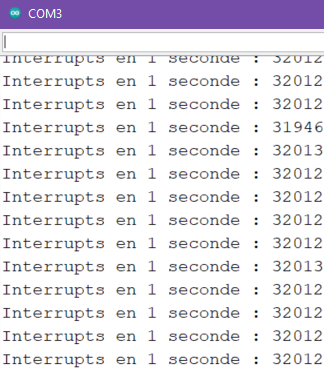 COM3
Interrupts en 1 seconde : 32012
Interrupts en 1 seconde : 32012
Interrupts en 1 seconde : 32012
Interrupts en 1 seconde : 31946
Interrupts en 1 seconde : 32013
Interrupts en 1 seconde : 32012
Interrupts en 1 seconde : 32012
Interrupts en 1 seconde : 32012
Interrupts en 1 seconde : 32012
Interrupts en 1 seconde : 32013
Interrupts en 1 seconde : 32012
Interrupts en 1 seconde : 32012
Interrupts en 1 seconde : 32012
Interrupts en 1 seconde : 32012